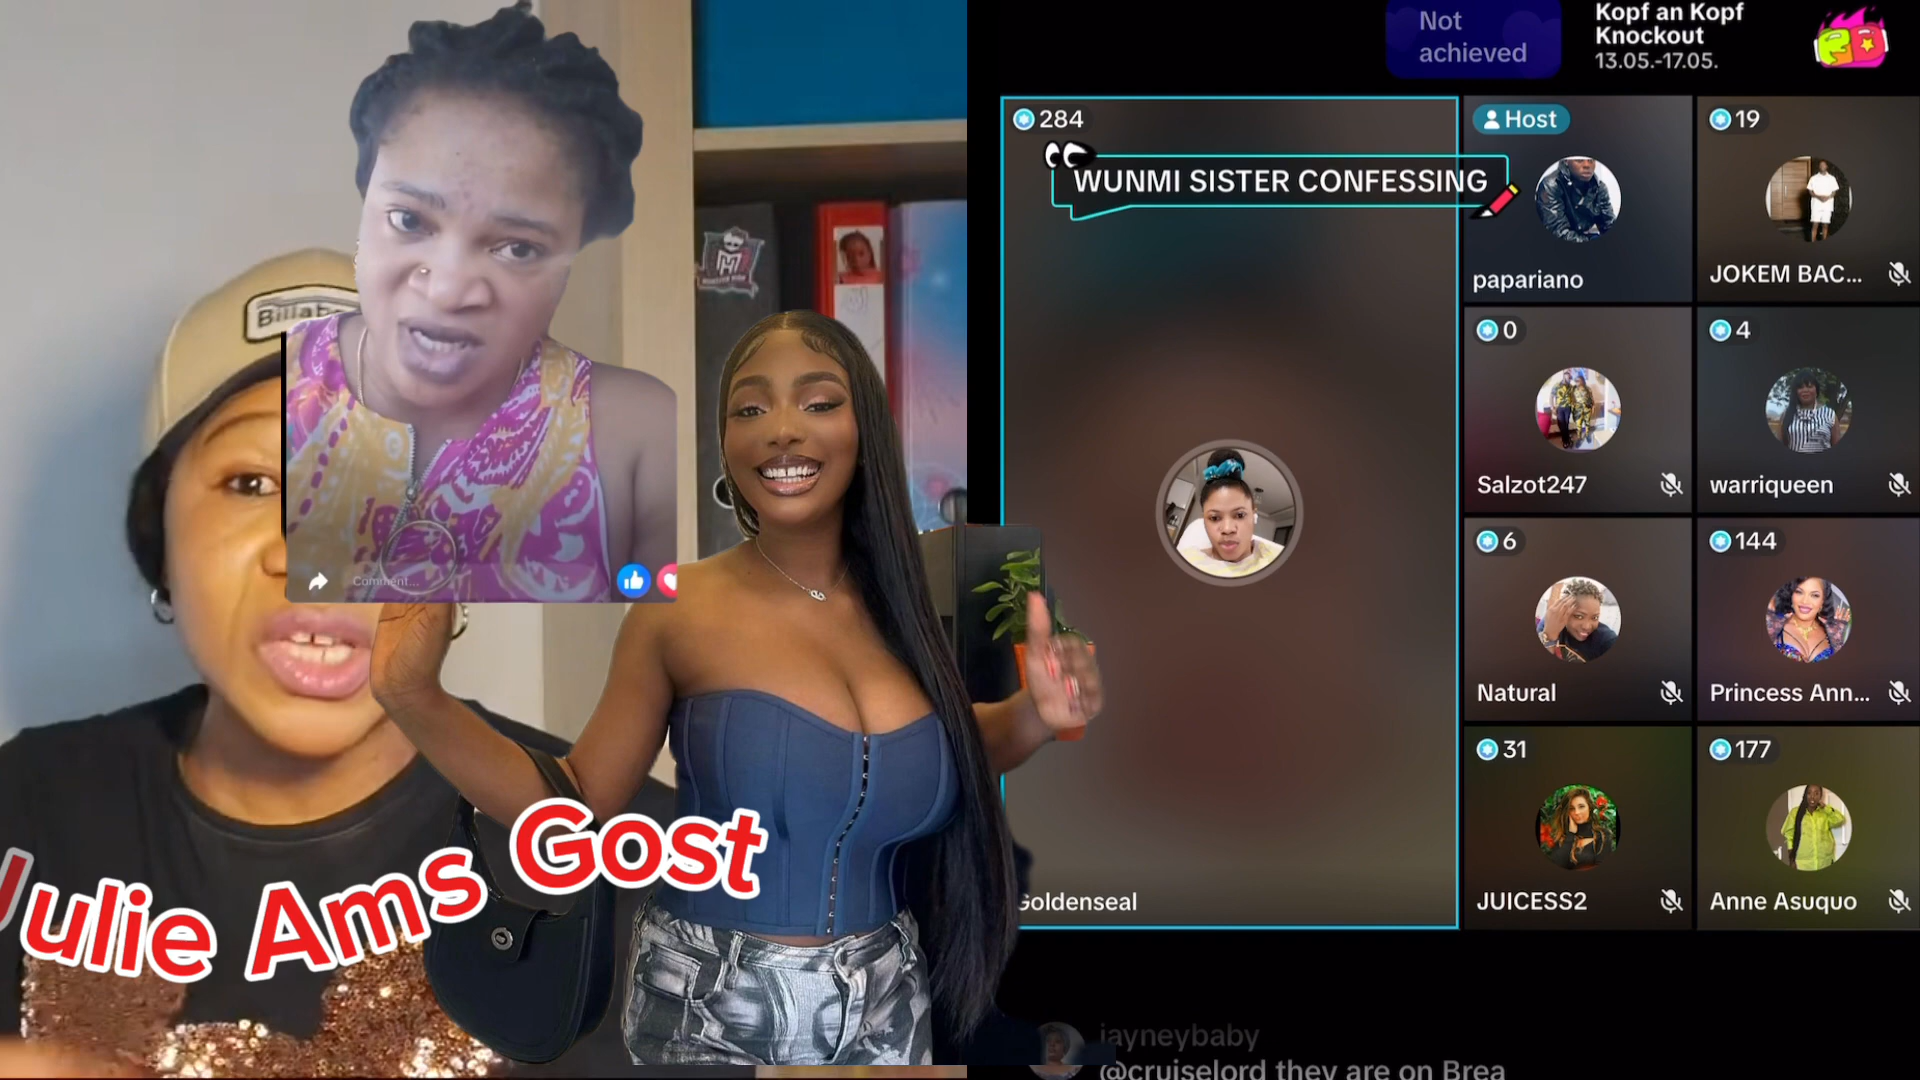 Not
achieved
Kopf an Kopf
Knockout
13.05.-17.05.
284
WUNMI SISTER CONFESSING
Host
papariano
19
JOKEM BAC...
0
Salzot247
4
warriqueen
6
Natural
144
Princess Ann...
31
JUICESS2
177
Anne Asuquo
Goldenseal
Comment...
Julie Ams Gost
jayneybaby
@cruiselord they are on Brea